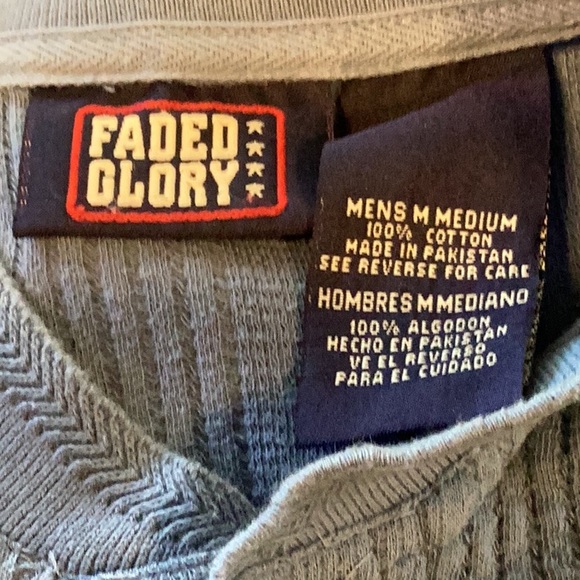 FADED
GLORY
MENS M MEDIUM
100% COTTON
MADE IN PAKISTAN
SEE REVERSE FOR CARE
HOMBRES M MEDIANO
100% ALGODON
HECHO EN PAKISTAN
VE EL REVERSO
PARA EL CUIDADO